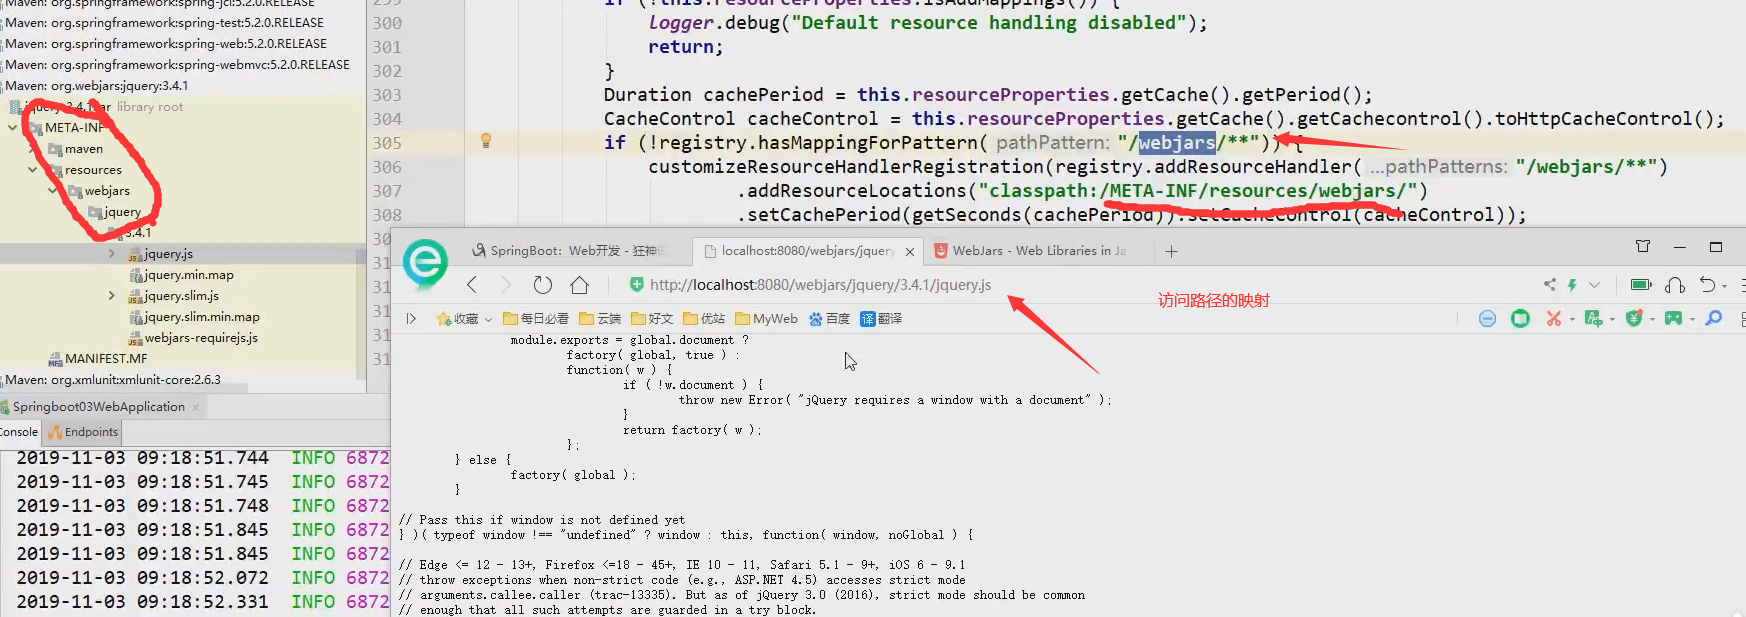 Maven: org.springframework:spring-jcl:5.2.0.RELEASE
Maven: org.springframework:spring-test:5.2.0.RELEASE
Maven: org.springframework:spring-web:5.2.0.RELEASE
Maven: org.springframework:spring-webmvc:5.2.0.RELEASE
Maven: org.webjars:jquery:3.4.1
jquery-3.4.1.jar library root
META-INF
maven
resources
webjars
jquery
3.4.1
jquery.js
jquery.min.map
jquery.slim.js
jquery.slim.min.map
webjars-requirejs.js
MANIFEST.MF
Maven: org.xmlunit:xmlunit-core:2.6.3
if (!this.resourceProperties.isAddMappings()) {
300 logger.debug("Default resource handling disabled");
301 return;
302 }
303 Duration cachePeriod = this.resourceProperties.getCache().getPeriod();
304 CacheControl cacheControl = this.resourceProperties.getCache().getCachecontrol().toHttpCacheControl();
305 if (!registry.hasMappingForPattern( pathPattern: "/webjars/**")) {
306 customizeResourceHandlerRegistration(registry.addResourceHandler( ...pathPatterns: "/webjars/**")
307 .addResourceLocations("classpath:/META-INF/resources/webjars/")
308 .setCachePeriod(getSeconds(cachePeriod)).setCacheControl(cacheControl));
SpringBoot：Web开发 - 狂神
localhost:8080/webjars/jquery
WebJars - Web Libraries in Ja
http://localhost:8080/webjars/jquery/3.4.1/jquery.js
访问路径的映射
收藏 每日必看 云端 好文 优站 MyWeb 百度 译 翻译
module.exports = global.document ?
factory( global, true ) :
function( w ) {
if ( !w.document ) {
throw new Error( "jQuery requires a window with a document" );
}
return factory( w );
};
} else {
factory( global );
}
// Pass this if window is not defined yet
} )( typeof window !== "undefined" ? window : this, function( window, noGlobal ) {
// Edge <= 12 - 13+, Firefox <=18 - 45+, IE 10 - 11, Safari 5.1 - 9+, iOS 6 - 9.1
// throw exceptions when non-strict code (e.g., ASP.NET 4.5) accesses strict mode
// arguments.callee.caller (trac-13335). But as of jQuery 3.0 (2016), strict mode should be common
// enough that all such attempts are guarded in a try block.
Springboot03WebApplication
Console Endpoints
2019-11-03 09:18:51.744 INFO 6872
2019-11-03 09:18:51.745 INFO 6872
2019-11-03 09:18:51.748 INFO 6872
2019-11-03 09:18:51.845 INFO 6872
2019-11-03 09:18:51.845 INFO 6872
2019-11-03 09:18:52.072 INFO 6872
2019-11-03 09:18:52.331 INFO 6872